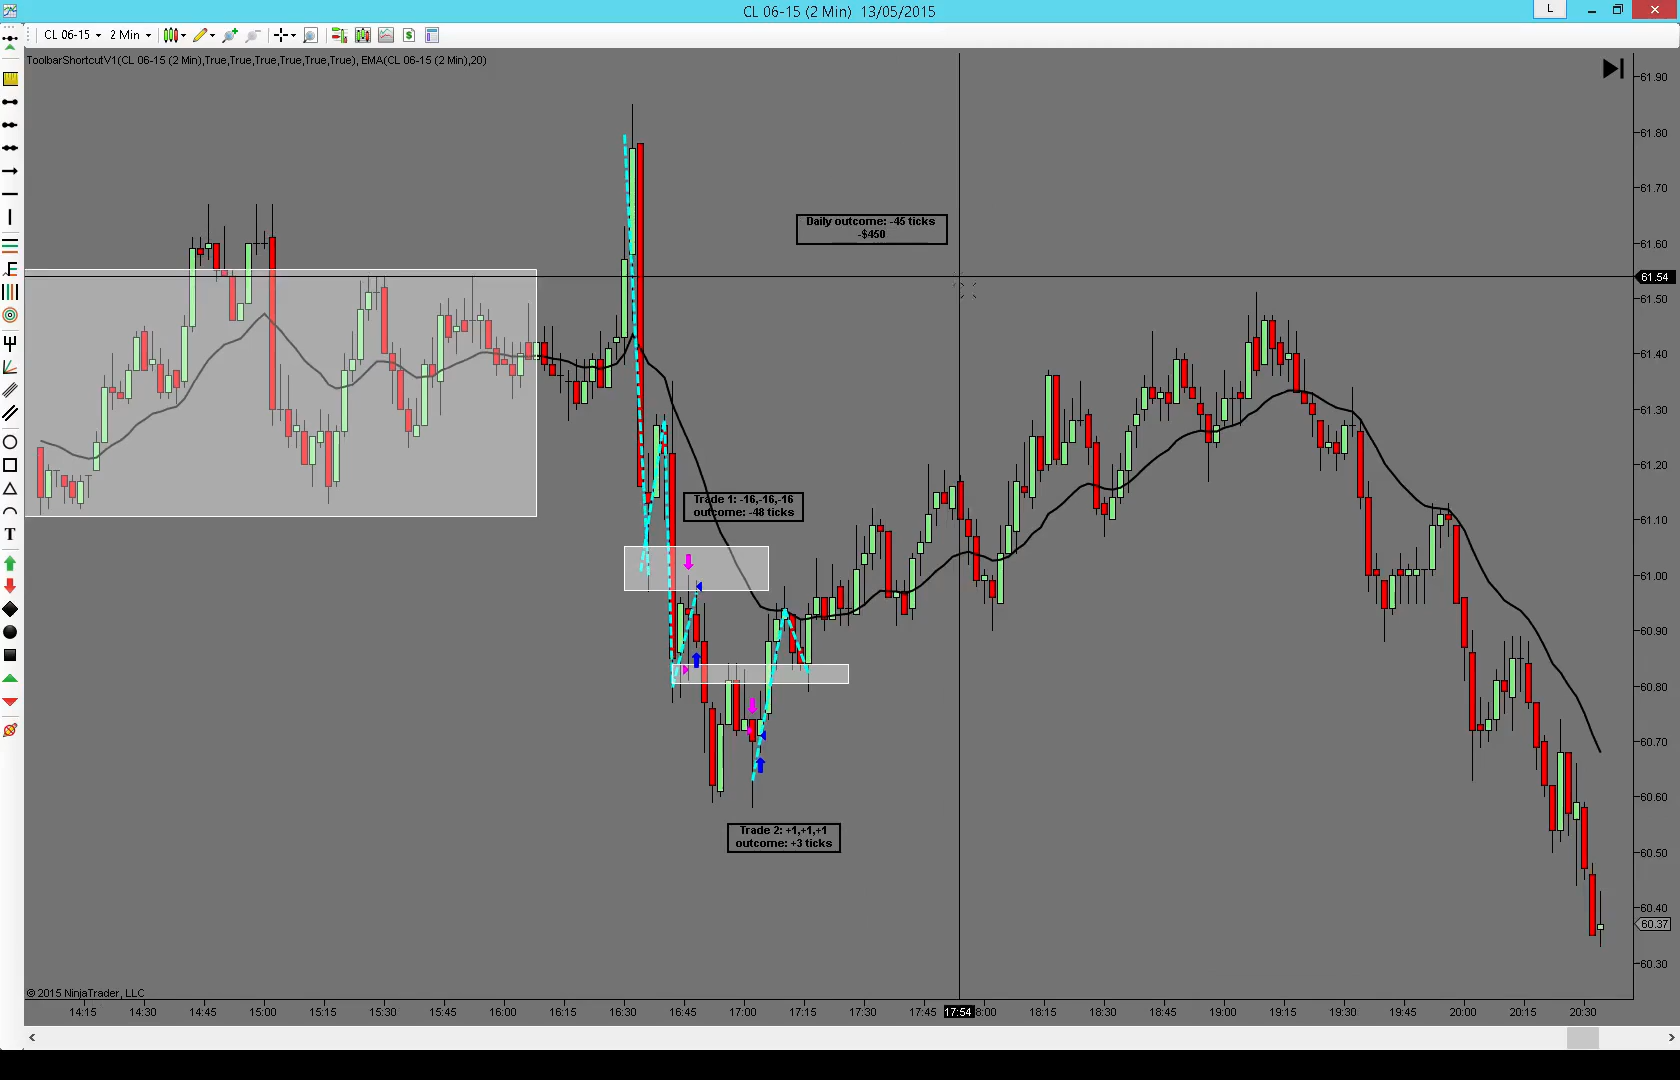 CL 06-15 (2 Min)  13/05/2015
L
CL 06-15
2 Min
ToolbarShortcutV1(CL 06-15 (2 Min),True,True,True,True,True,True), EMA(CL 06-15 (2 Min),20)
61.90
61.80
61.70
Daily outcome: -45 ticks
-$450
61.60
61.54
61.50
61.40
61.30
61.20
Trade 1: -16,-16,-16
outcome: -48 ticks
61.10
61.00
60.90
60.80
60.70
60.60
Trade 2: +1,+1,+1
outcome: +3 ticks
60.50
60.40
60.37
60.30
© 2015 NinjaTrader, LLC
14:15 14:30 14:45 15:00 15:15 15:30 15:45 16:00 16:15 16:30 16:45 17:00 17:15 17:30 17:45 17:54 8:00 18:15 18:30 18:45 19:00 19:15 19:30 19:45 20:00 20:15 20:30